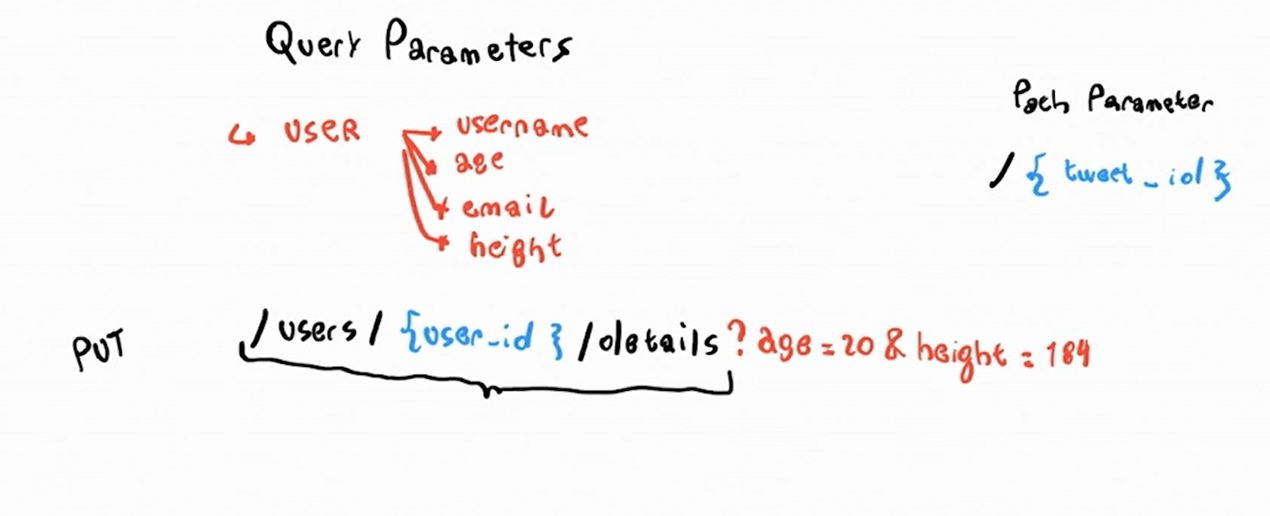 Query Parameters
Path Parameter
↳ USER → username
age
email
height
/ { tweet_id }
PUT /users/ {user_id } /details ? age = 20 & height = 184